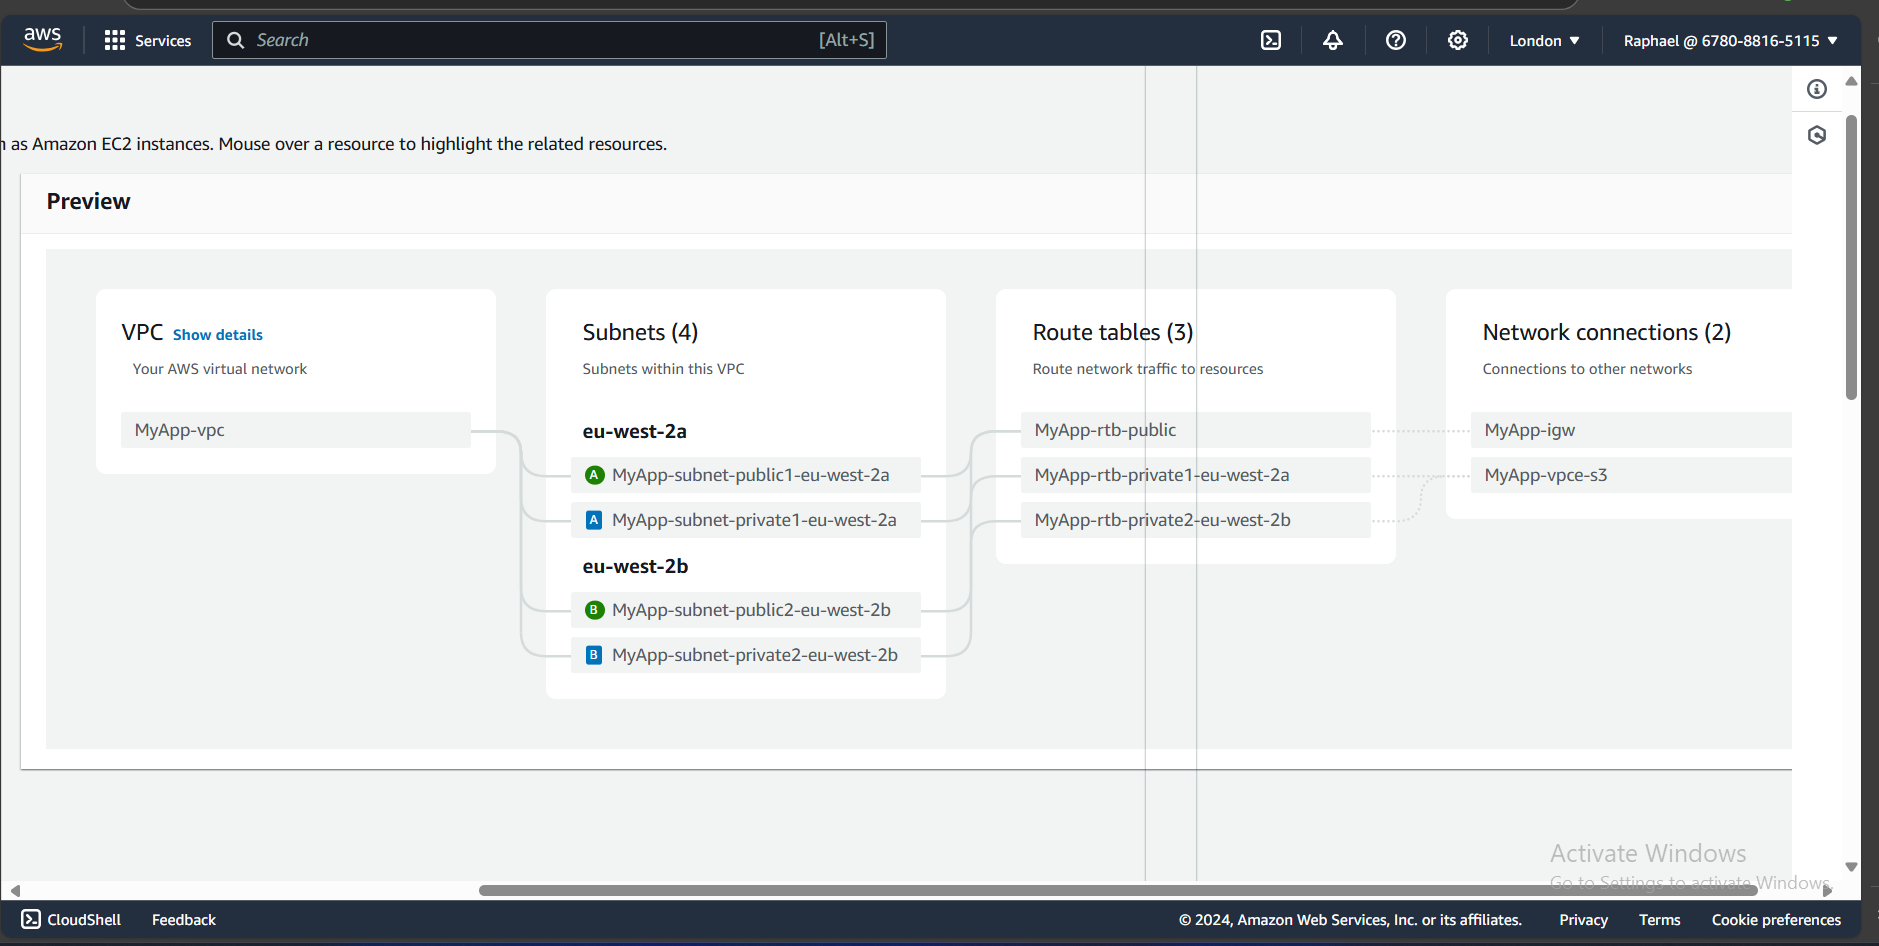 aws
Services
Search
[Alt+S]
London
Raphael @ 6780-8816-5115
as Amazon EC2 instances. Mouse over a resource to highlight the related resources.
Preview
VPC Show details
Your AWS virtual network
MyApp-vpc
Subnets (4)
Subnets within this VPC
eu-west-2a
A MyApp-subnet-public1-eu-west-2a
A MyApp-subnet-private1-eu-west-2a
eu-west-2b
B MyApp-subnet-public2-eu-west-2b
B MyApp-subnet-private2-eu-west-2b
Route tables (3)
Route network traffic to resources
MyApp-rtb-public
MyApp-rtb-private1-eu-west-2a
MyApp-rtb-private2-eu-west-2b
Network connections (2)
Connections to other networks
MyApp-igw
MyApp-vpce-s3
Activate Windows
Go to Settings to activate Windows.
CloudShell
Feedback
© 2024, Amazon Web Services, Inc. or its affiliates.
Privacy
Terms
Cookie preferences